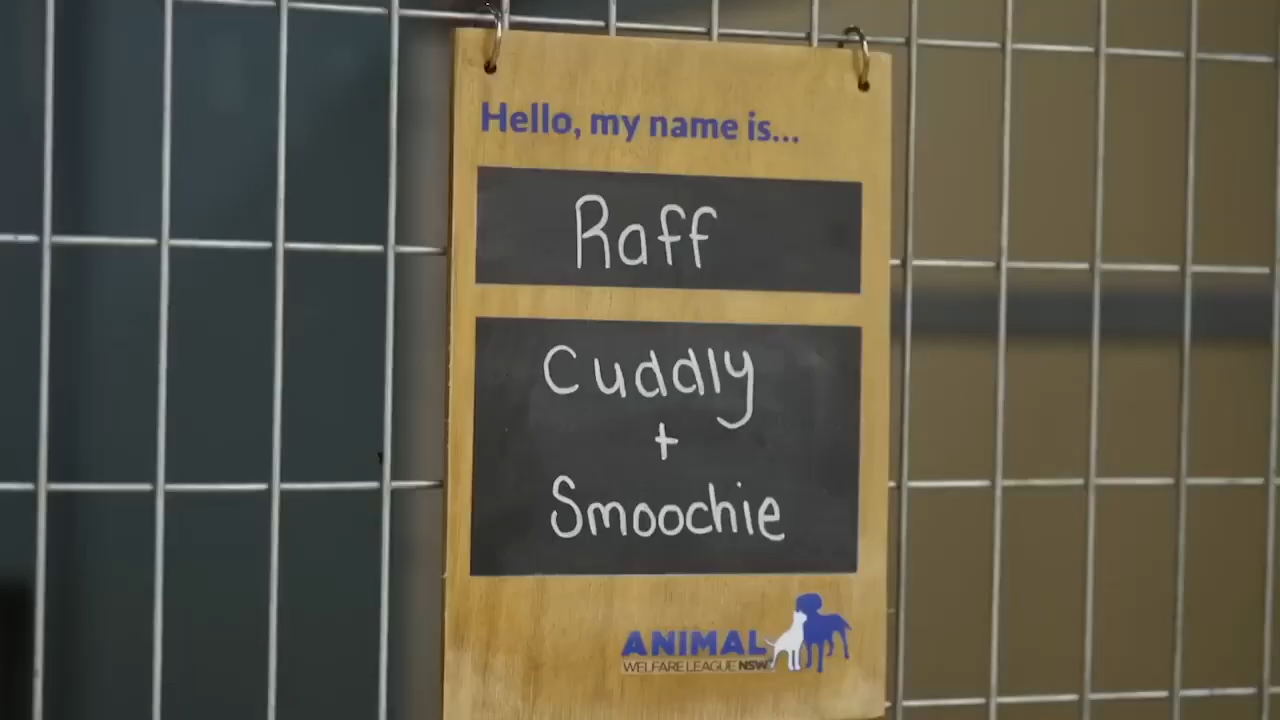 Hello, my name is...
Raff
Cuddly
+
Smoochie
ANIMAL
WELFARE LEAGUE NSW